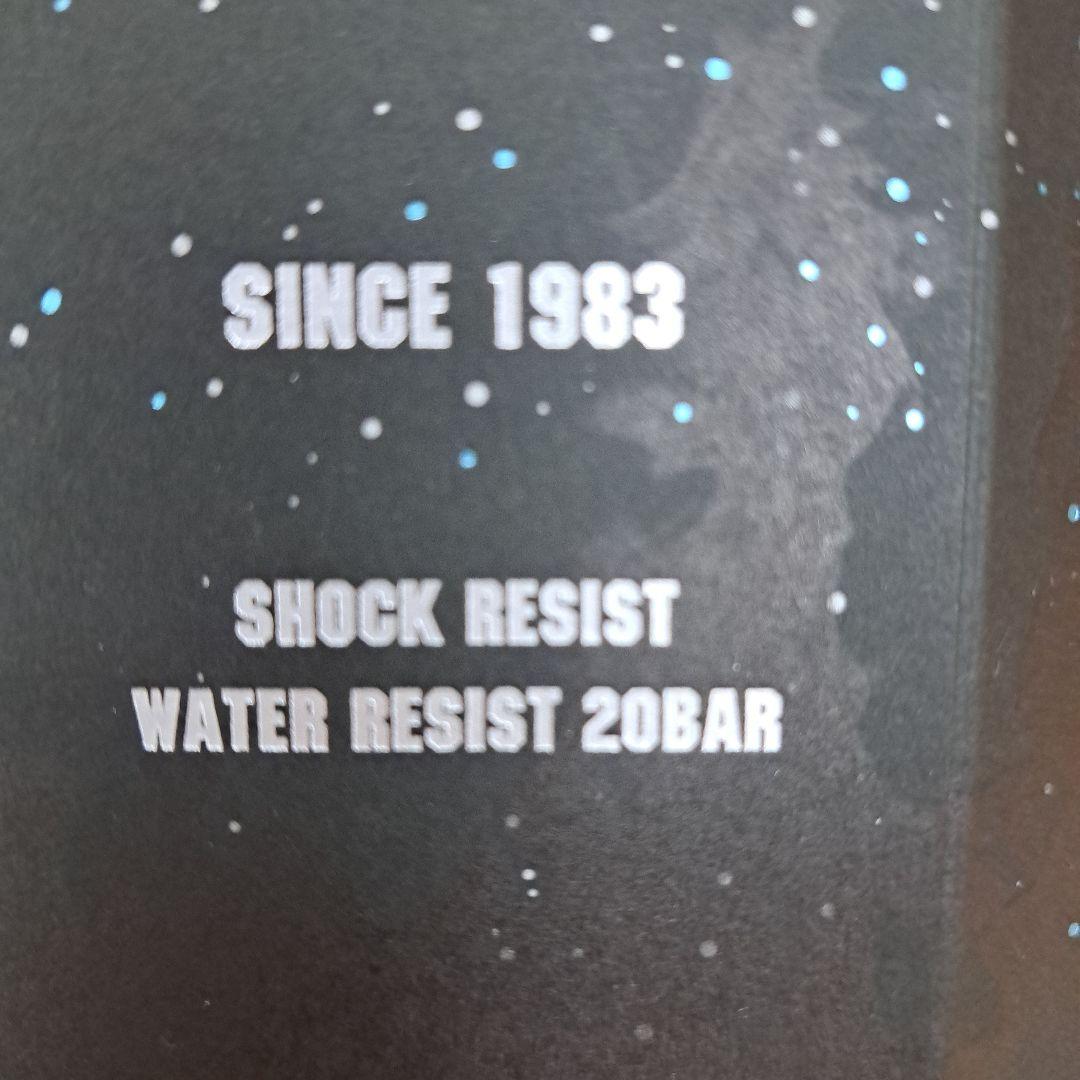 SINCE 1983
SHOCK RESIST
WATER RESIST 20BAR